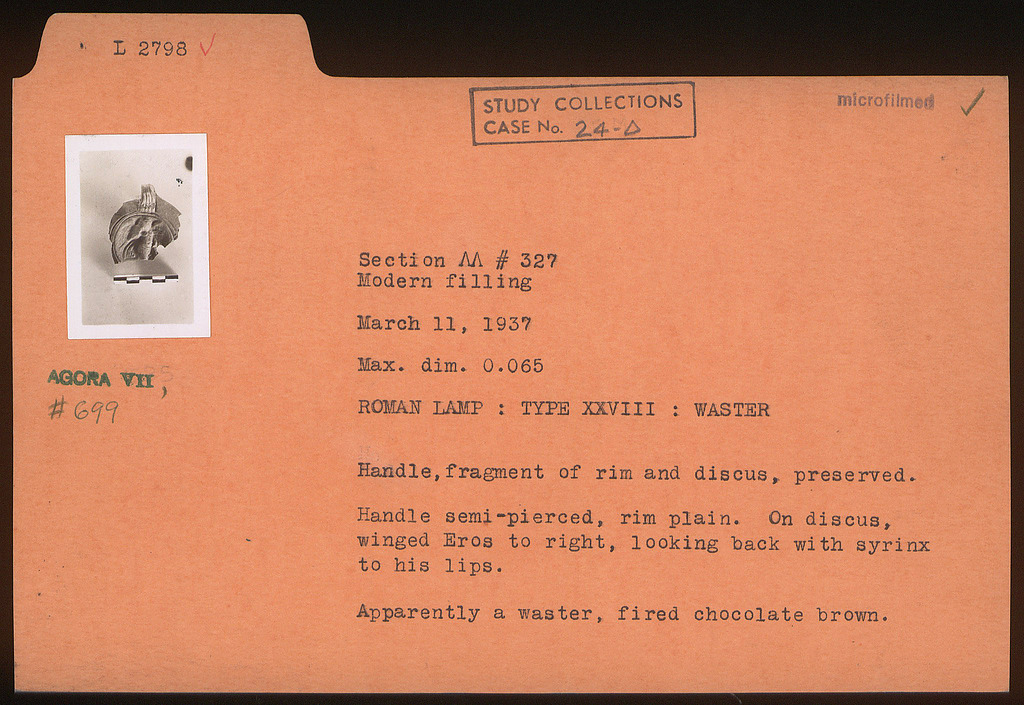 L 2798 ✓
STUDY COLLECTIONS
CASE No. 24-Δ
microfilmed ✓
Section ΛΛ # 327
Modern filling
March 11, 1937
Max. dim. 0.065
AGORA VII,
# 699
ROMAN LAMP : TYPE XXVIII : WASTER
Handle, fragment of rim and discus, preserved.
Handle semi-pierced, rim plain. On discus,
winged Eros to right, looking back with syrinx
to his lips.
Apparently a waster, fired chocolate brown.